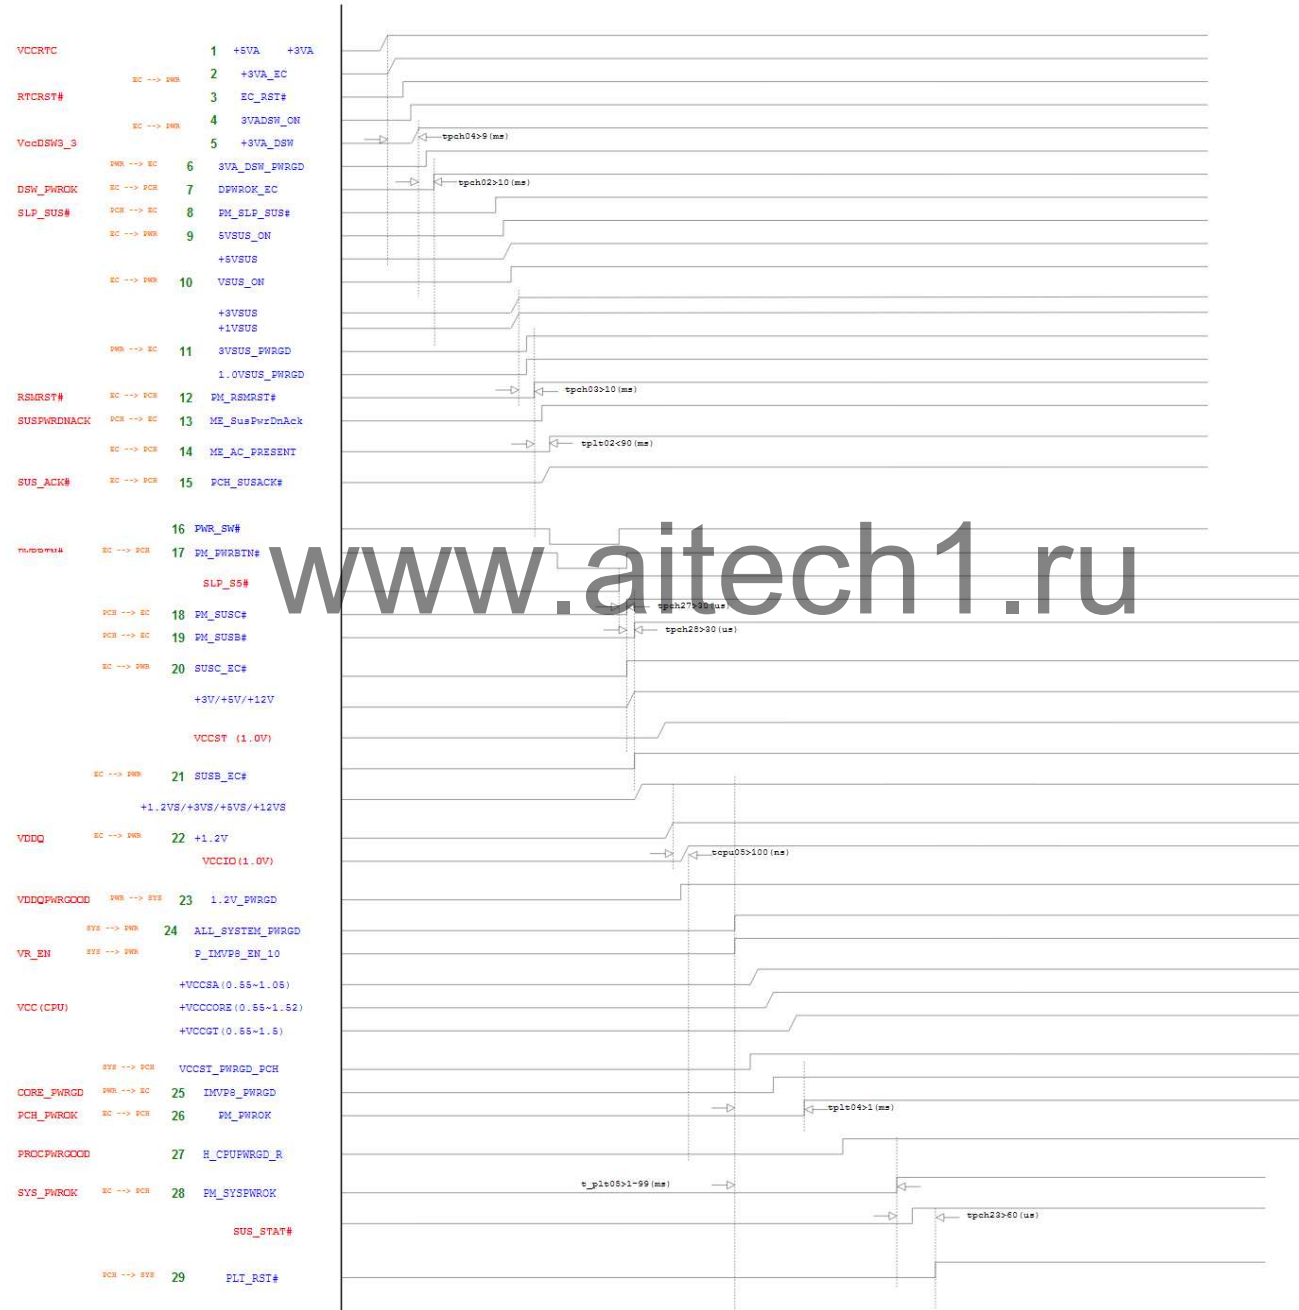 VCCRTC 1 +5VA +3VA
2 +3VA_EC
EC --> PWR
RTCRST# 3 EC_RST#
4 3VADSW_ON
EC --> PWR
VccDSW3_3 5 +3VA_DSW tpch04>9(ms)
PWR --> EC 6 3VA_DSW_PWRGD
DSW_PWROK EC --> PCH 7 DPWROK_EC tpch02>10(ms)
SLP_SUS# PCH --> EC 8 PM_SLP_SUS#
EC --> PWR 9 5VSUS_ON
+5VSUS
EC --> PWR 10 VSUS_ON
+3VSUS
+1VSUS
PWR --> EC 11 3VSUS_PWRGD
1.0VSUS_PWRGD
RSMRST# EC --> PCH 12 PM_RSMRST# tpch03>10(ms)
SUSPWRDNACK PCH --> EC 13 ME_SusPwrDnAck
EC --> PCH 14 ME_AC_PRESENT tplt02<90(ms)
SUS_ACK# EC --> PCH 15 PCH_SUSACK#
16 PWR_SW#
PWRBTN# EC --> PCH 17 PM_PWRBTN#
www.aitech1.ru
SLP_S5#
PCH --> EC 18 PM_SUSC# tpch27>30(us)
PCH --> EC 19 PM_SUSB# tpch28>30(us)
EC --> PWR 20 SUSC_EC#
+3V/+5V/+12V
VCCST (1.0V)
EC --> PWR 21 SUSB_EC#
+1.2VS/+3VS/+5VS/+12VS
VDDQ EC --> PWR 22 +1.2V
VCCIO(1.0V) tcpu05>100(ns)
VDDQPWRGOOD PWR --> SYS 23 1.2V_PWRGD
SYS --> PWR 24 ALL_SYSTEM_PWRGD
VR_EN SYS --> PWR P_IMVP8_EN_10
+VCCSA(0.55~1.05)
VCC(CPU) +VCCCORE(0.55~1.52)
+VCCGT(0.55~1.5)
SYS --> PCH VCCST_PWRGD_PCH
CORE_PWRGD PWR --> EC 25 IMVP8_PWRGD
PCH_PWROK EC --> PCH 26 PM_PWROK tplt04>1(ms)
PROCPWRGOOD 27 H_CPUPWRGD_R
SYS_PWROK EC --> PCH 28 PM_SYSPWROK t_plt05>1~99(ms)
SUS_STAT# tpch23>60(us)
PCH --> SYS 29 PLT_RST#